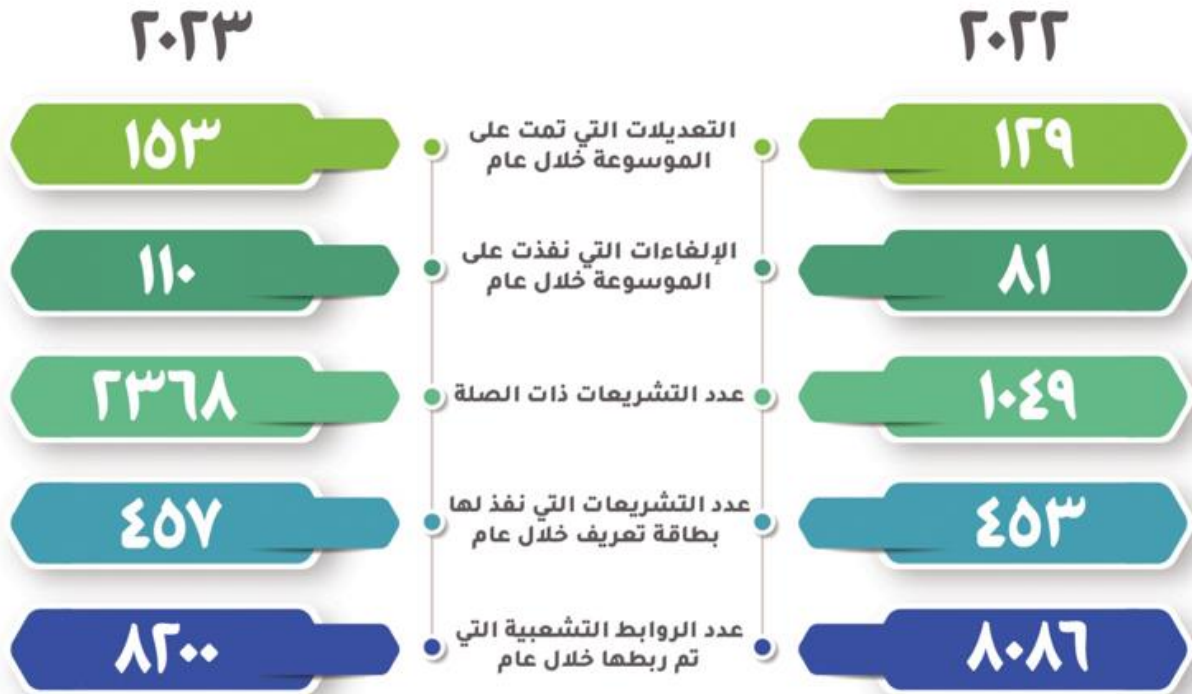 ٢٠٢٢
٢٠٢٣
١٢٩
التعديلات التي تمت على
الموسوعة خلال عام
١٥٣
٨١
الإلغاءات التي نفذت على
الموسوعة خلال عام
١١٠
١٠٤٩
عدد التشريعات ذات الصلة
٢٣٦٨
٤٥٣
عدد التشريعات التي نفذ لها
بطاقة تعريف خلال عام
٤٥٧
٨٠٨٦
عدد الروابط التشعبية التي
تم ربطها خلال عام
٨٢٠٠